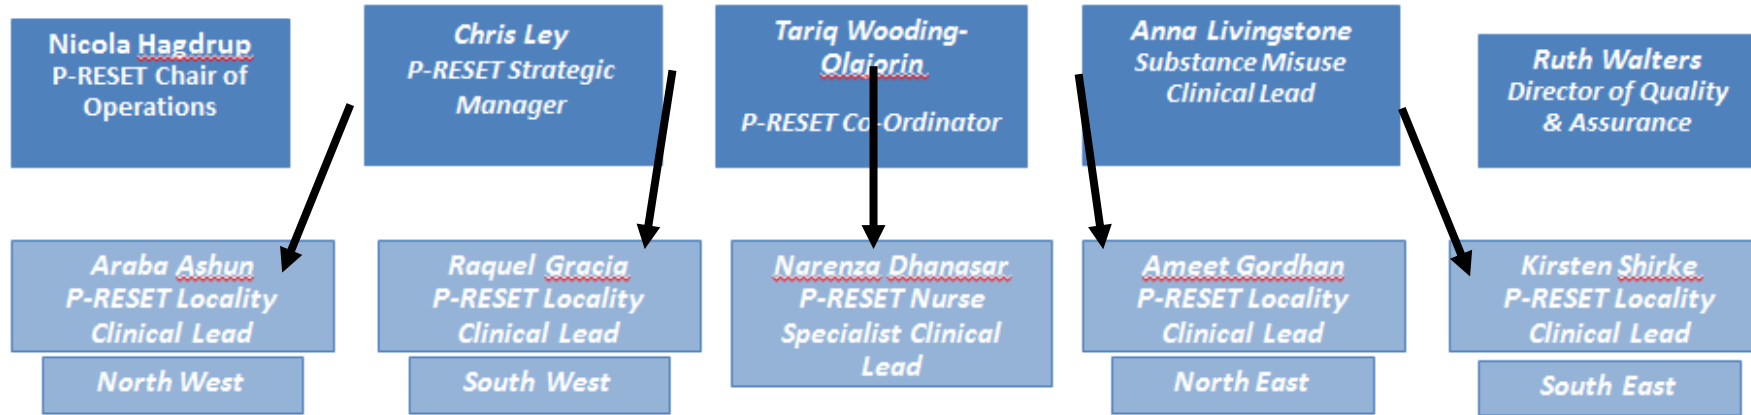 Nicola Hagdrup
P-RESET Chair of
Operations
Chris Ley
P-RESET Strategic
Manager
Tariq Wooding-
Olajorin
P-RESET Co-Ordinator
Anna Livingstone
Substance Misuse
Clinical Lead
Ruth Walters
Director of Quality
& Assurance
Araba Ashun
P-RESET Locality
Clinical Lead
North West
Raquel Gracia
P-RESET Locality
Clinical Lead
South West
Narenza Dhanasar
P-RESET Nurse
Specialist Clinical
Lead
Ameet Gordhan
P-RESET Locality
Clinical Lead
North East
Kirsten Shirke
P-RESET Locality
Clinical Lead
South East